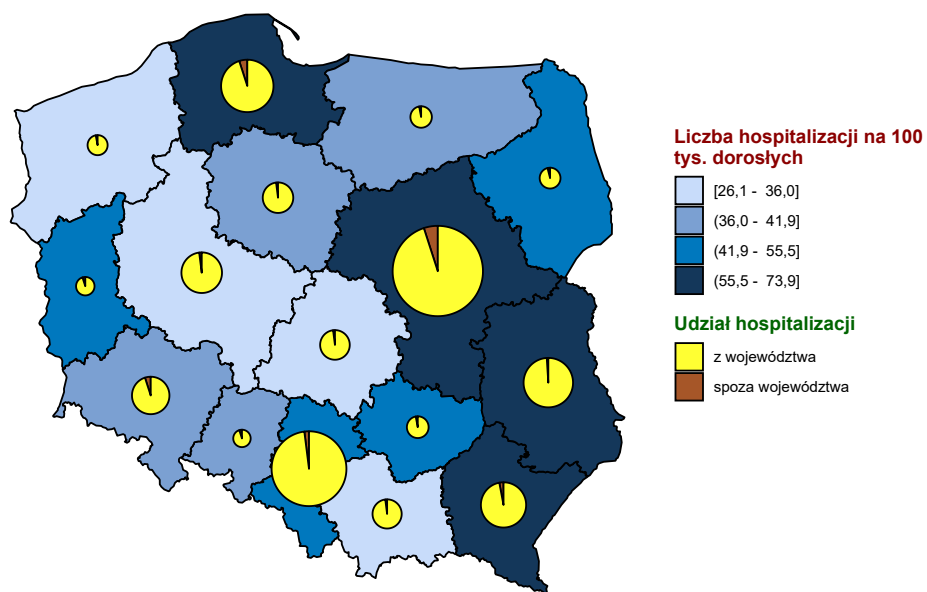 Liczba hospitalizacji na 100
tys. dorosłych
[26,1 - 36,0]
(36,0 - 41,9]
(41,9 - 55,5]
(55,5 - 73,9]
Udział hospitalizacji
z województwa
spoza województwa